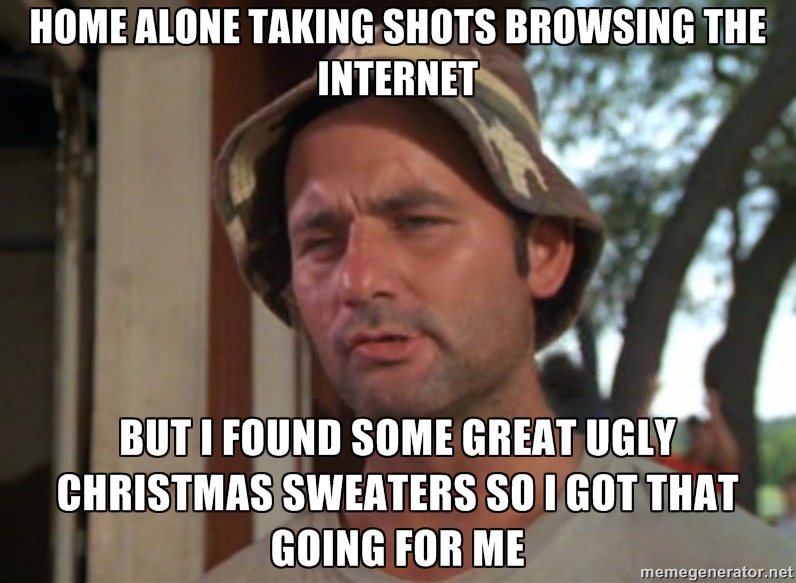 HOME ALONE TAKING SHOTS BROWSING THE
INTERNET
BUT I FOUND SOME GREAT UGLY
CHRISTMAS SWEATERS SO I GOT THAT
GOING FOR ME
memegenerator.net